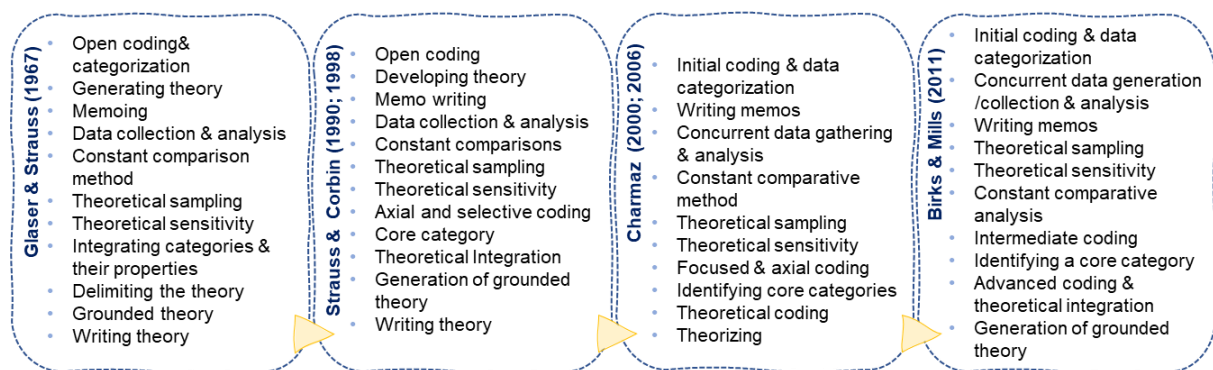 Glaser & Strauss (1967)
Open coding&
categorization
Generating theory
Memoing
Data collection & analysis
Constant comparison
method
Theoretical sampling
Theoretical sensitivity
Integrating categories &
their properties
Delimiting the theory
Grounded theory
Writing theory
Strauss & Corbin (1990; 1998)
Open coding
Developing theory
Memo writing
Data collection & analysis
Constant comparisons
Theoretical sampling
Theoretical sensitivity
Axial and selective coding
Core category
Theoretical Integration
Generation of grounded
theory
Writing theory
Charmaz (2000; 2006)
Initial coding & data
categorization
Writing memos
Concurrent data gathering
& analysis
Constant comparative
method
Theoretical sampling
Theoretical sensitivity
Focused & axial coding
Identifying core categories
Theoretical coding
Theorizing
Birks & Mills (2011)
Initial coding & data
categorization
Concurrent data generation
/collection & analysis
Writing memos
Theoretical sampling
Theoretical sensitivity
Constant comparative
analysis
Intermediate coding
Identifying a core category
Advanced coding &
theoretical integration
Generation of grounded
theory